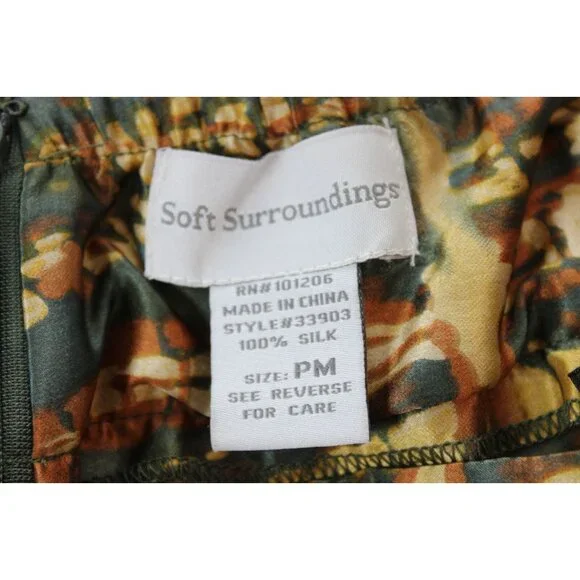 Soft Surroundings
RN#101206
MADE IN CHINA
STYLE#33903
100% SILK
SIZE: PM
SEE REVERSE
FOR CARE